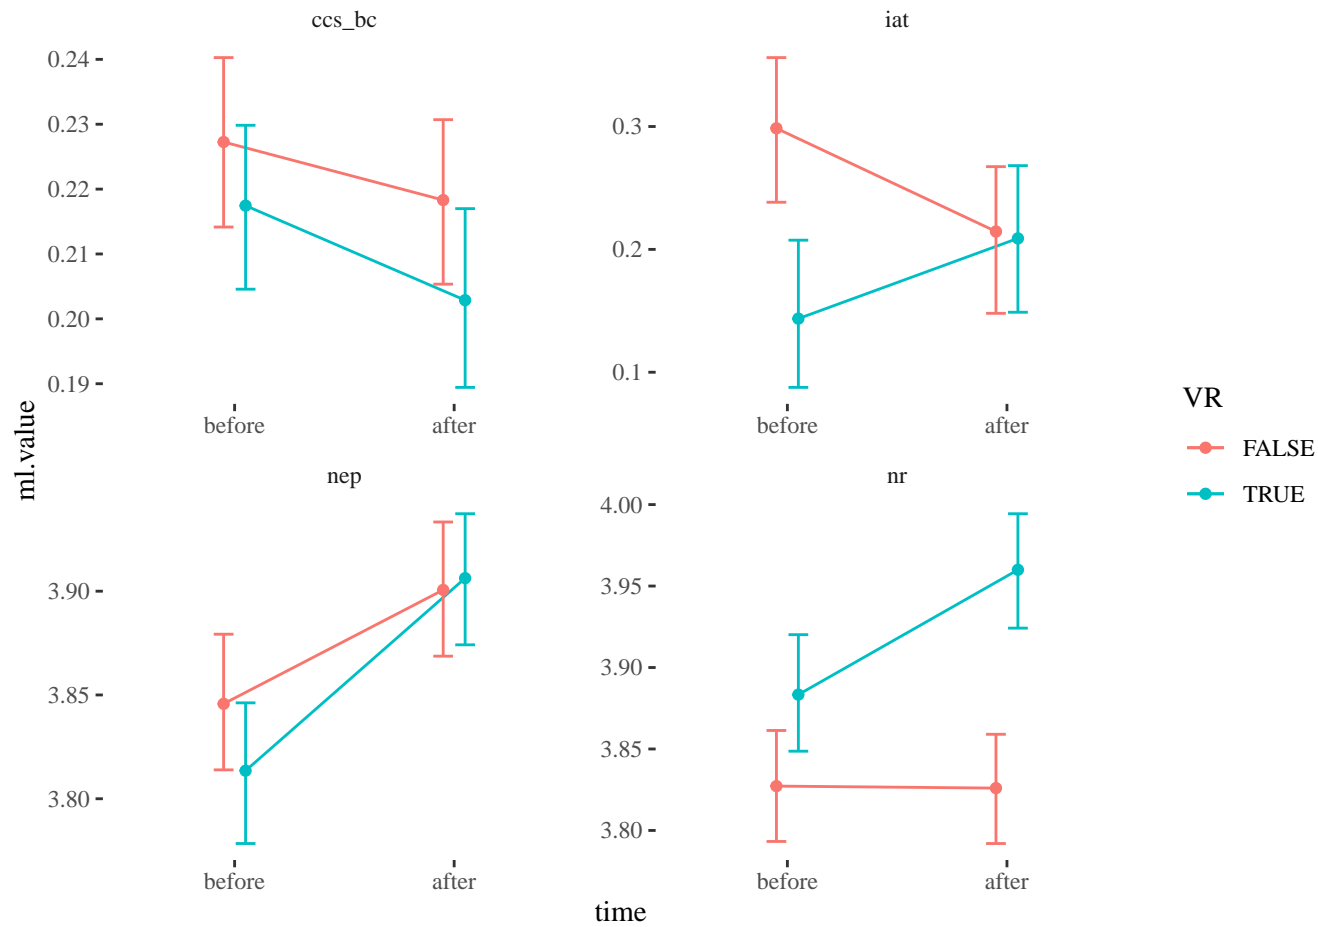 ccs_bc
iat
0.24
0.23
0.22
0.21
0.20
0.19
0.3
0.2
0.1
before
after
before
after
nep
nr
3.90
3.85
3.80
4.00
3.95
3.90
3.85
3.80
before
after
before
after
time
ml.value
VR
FALSE
TRUE